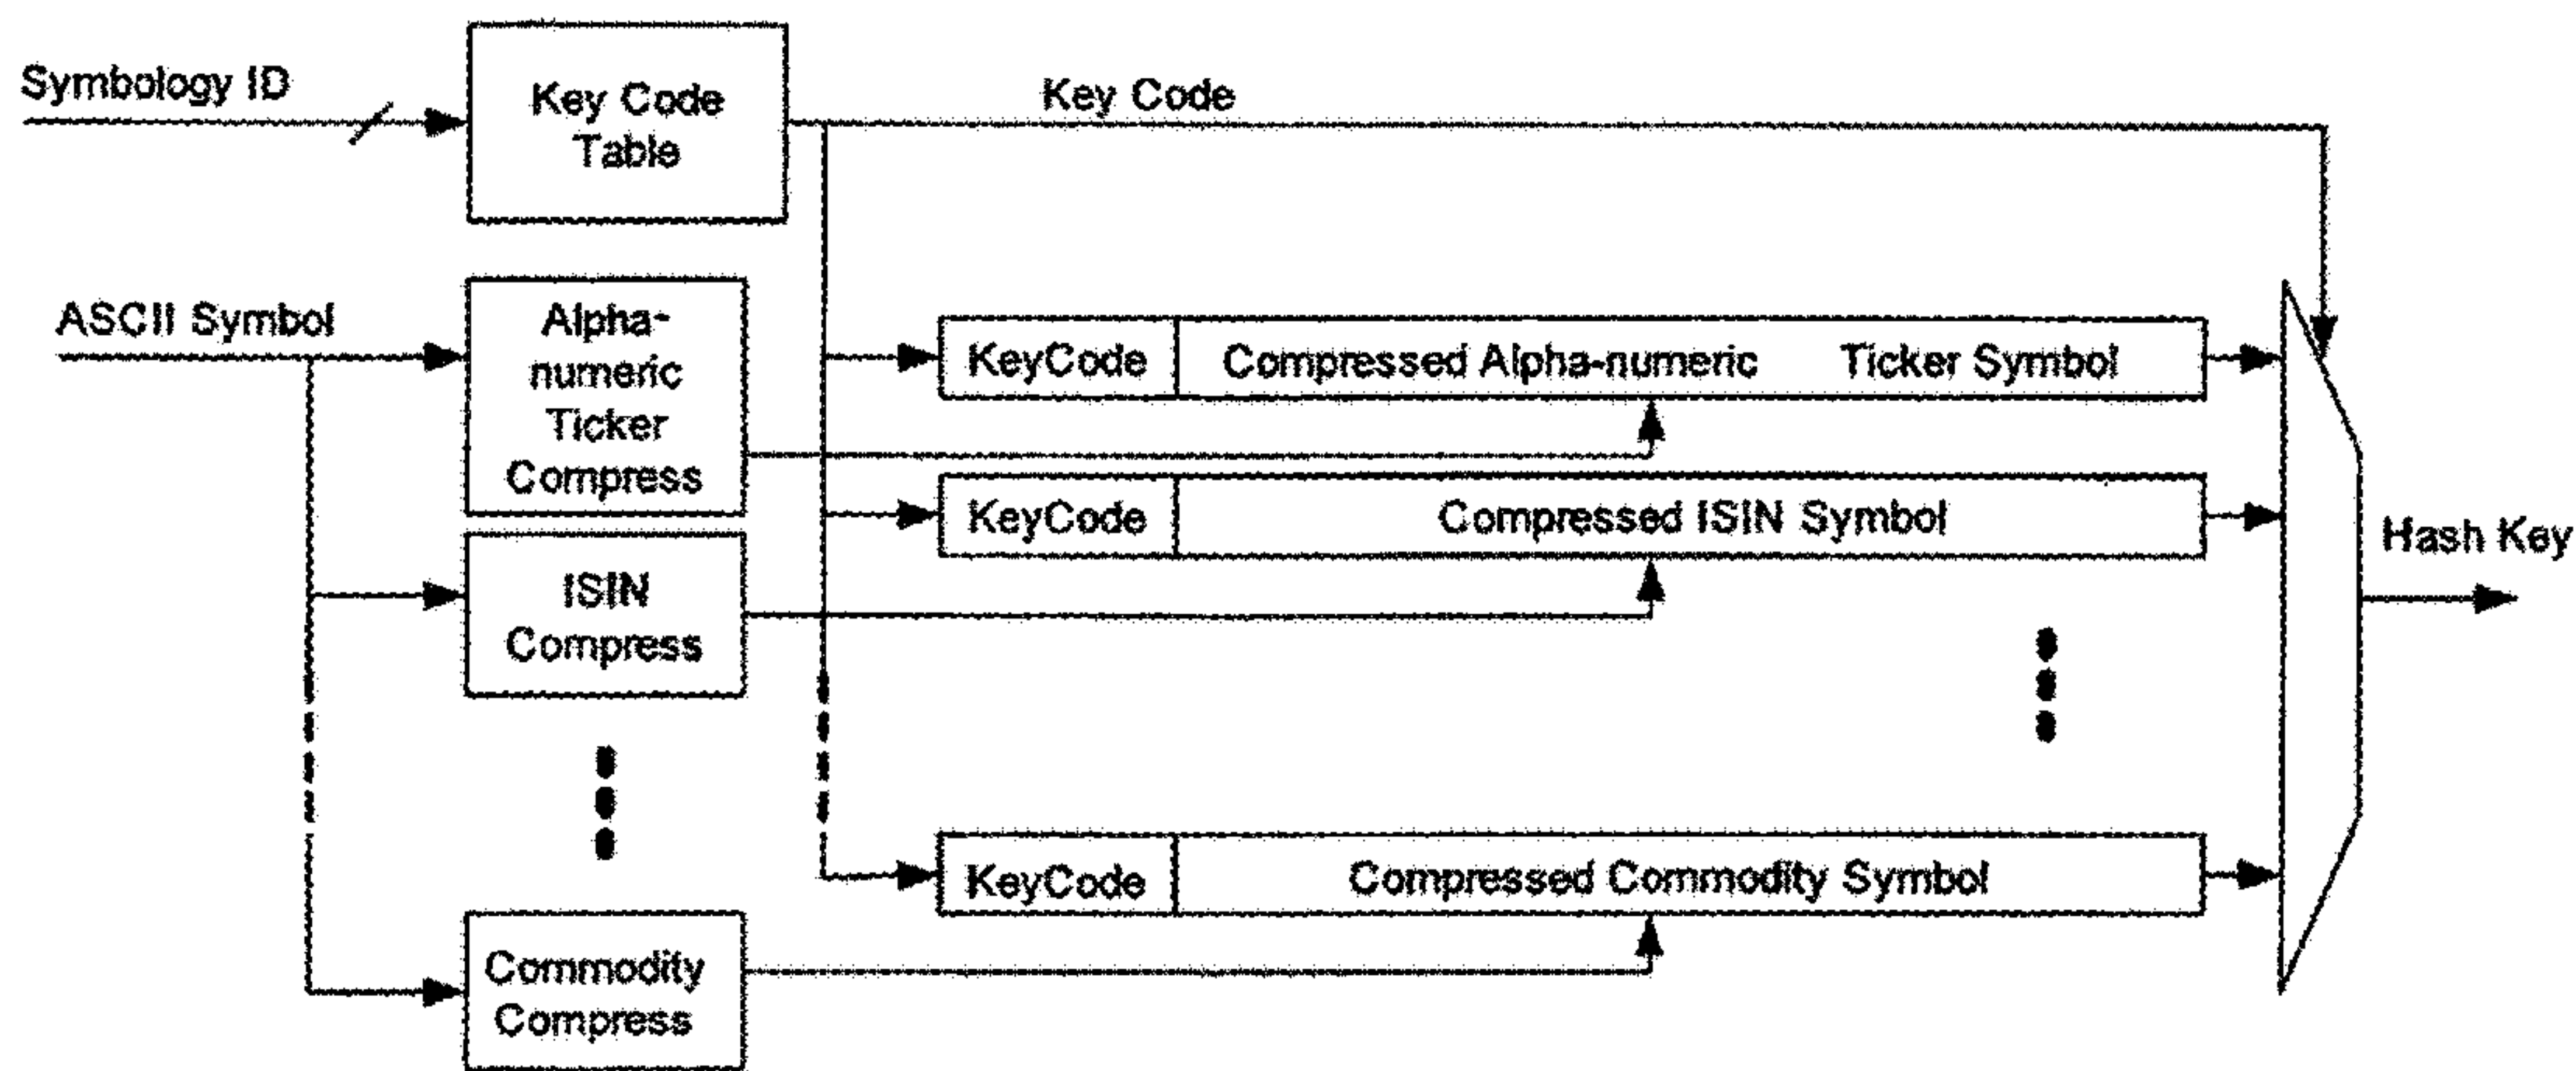 Symbology ID
Key Code
Table
Key Code
ASCII Symbol
Alpha-
numeric
Ticker
Compress
KeyCode
Compressed Alpha-numeric Ticker Symbol
KeyCode
Compressed ISIN Symbol
Hash Key
ISIN
Compress
KeyCode
Compressed Commodity Symbol
Commodity
Compress